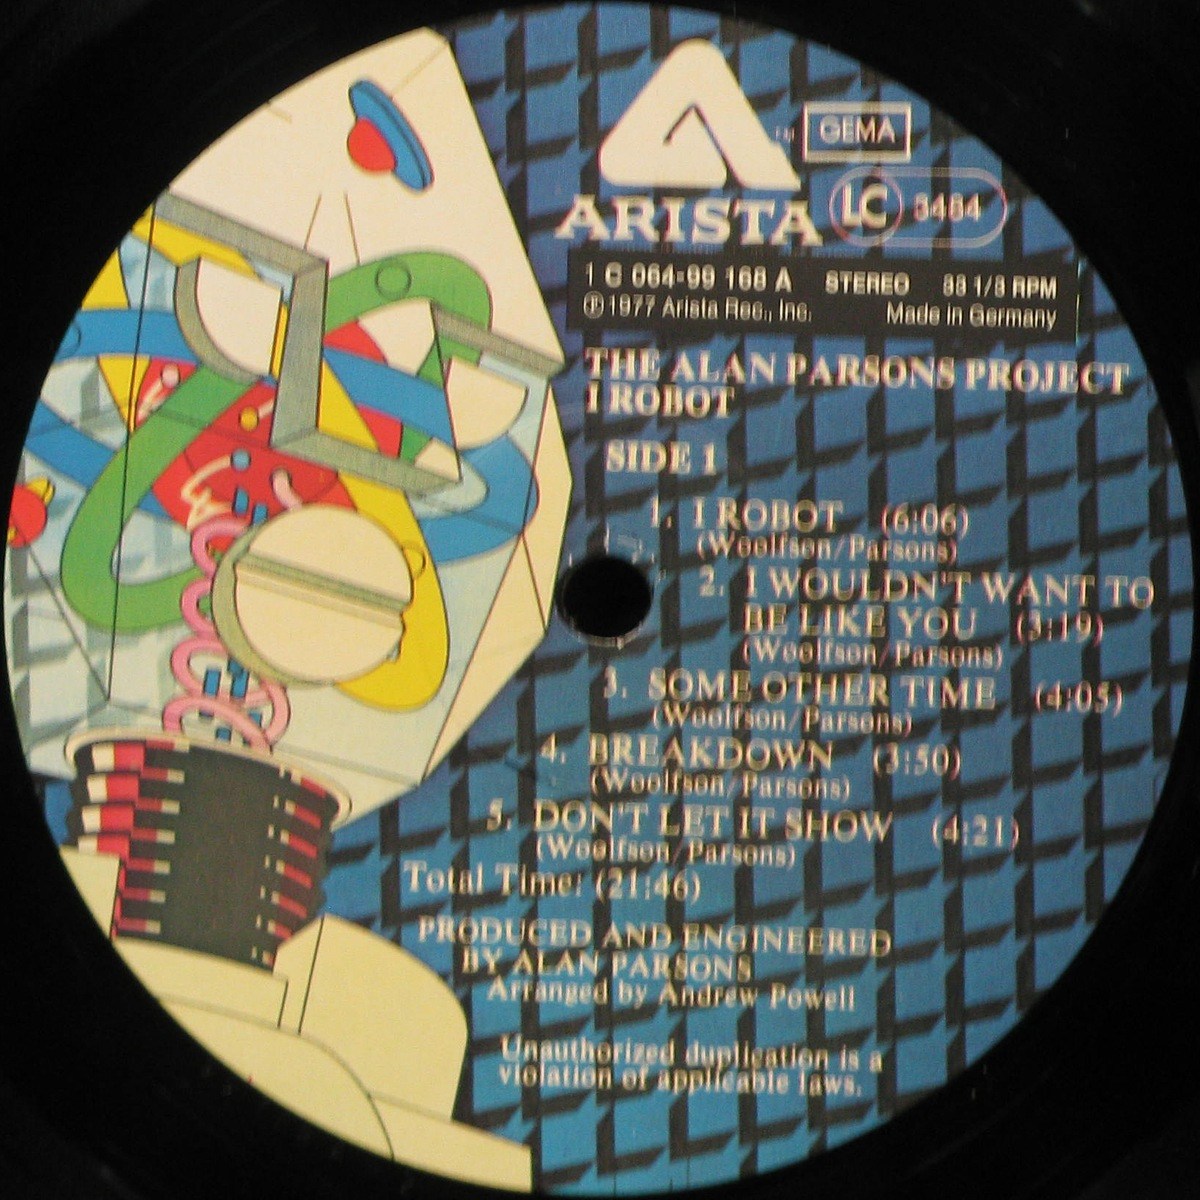 GEMA
LC 3484
ARISTA
1 C 064-99 168 A STEREO 33 1/3 RPM
Ⓟ 1977 Arista Rec., Inc. Made in Germany
THE ALAN PARSONS PROJECT
I ROBOT
SIDE 1
1. I ROBOT (6:06)
(Woolfson/Parsons)
2. I WOULDN'T WANT TO
BE LIKE YOU (3:19)
(Woolfson/Parsons)
3. SOME OTHER TIME (4:05)
(Woolfson/Parsons)
4. BREAKDOWN (3:50)
(Woolfson/Parsons)
5. DON'T LET IT SHOW (4:21)
(Woolfson/Parsons)
Total Time: (21:46)
PRODUCED AND ENGINEERED
BY ALAN PARSONS
Arranged by Andrew Powell
Unauthorized duplication is a
violation of applicable laws.